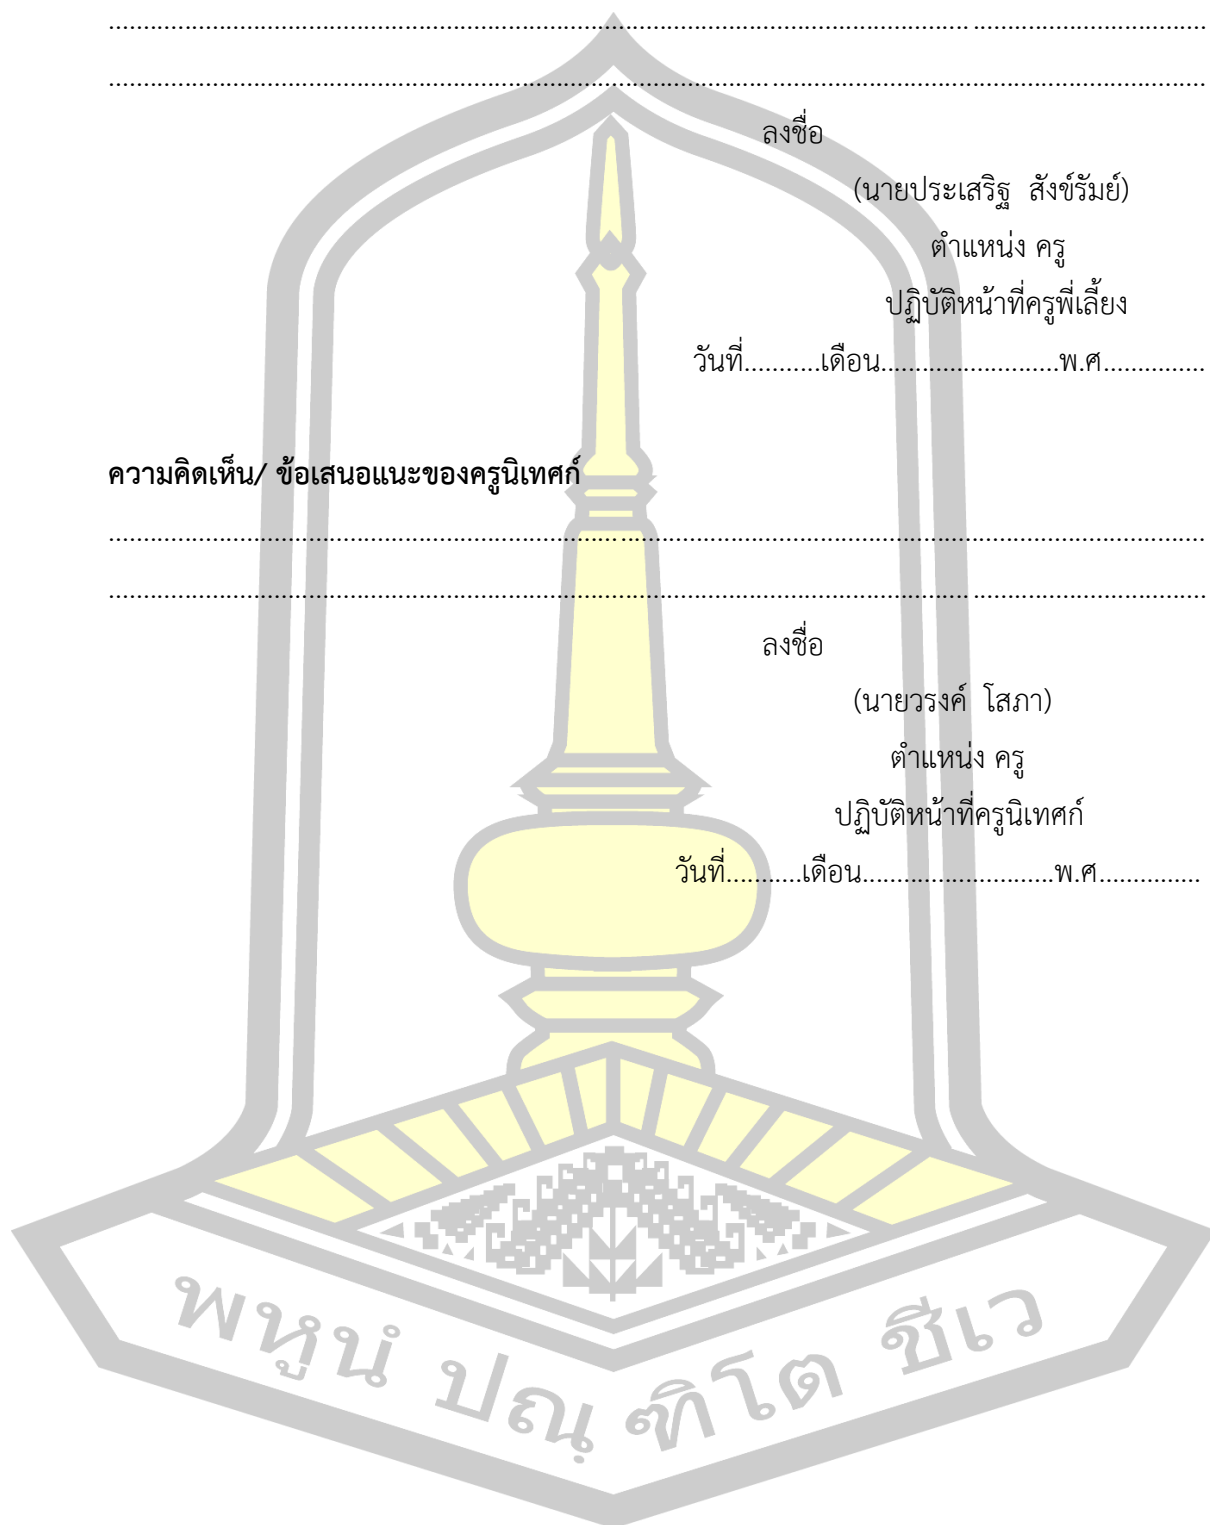 ................................................................................................................................................................
................................................................................................................................................................
ลงชื่อ
(นายประเสริฐ สังข์รัมย์)
ตำแหน่ง ครู
ปฏิบัติหน้าที่ครูพี่เลี้ยง
วันที่...........เดือน..........................พ.ศ...............
ความคิดเห็น/ ข้อเสนอแนะของครูนิเทศก์
................................................................................................................................................................
................................................................................................................................................................
ลงชื่อ
(นายวรงค์ โสภา)
ตำแหน่ง ครู
ปฏิบัติหน้าที่ครูนิเทศก์
วันที่...........เดือน............................พ.ศ...............
พหูนํ ปณฺฑิโต ชีเว